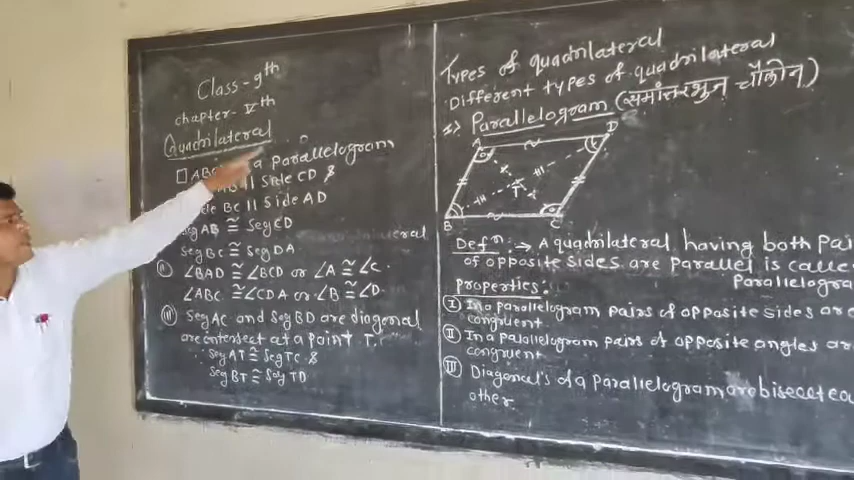 Class - 9th
chapter - Vth
Quadrilateral
□ ABC a Parallelogram
AB || Side CD &
Side BC || Side AD
Seg AB ≅ Seg CD
Seg BC ≅ Seg DA
II ∠BAD ≅ ∠BCD or ∠A ≅ ∠C
∠ABC ≅ ∠CDA or ∠B ≅ ∠D
III Seg AC and Seg BD are diagonal
are intersect at a point T.
Seg AT ≅ Seg TC &
Seg BT ≅ Seg TD
Types of quadrilateral
Different types of quadrilateral
1) Parallelogram (समांतरभुज चौकोन)
A D
T
B C
Defn: → A quadrilateral, having both pai
of opposite sides are parallel is calle
parallelogra
properties:
I In a parallelogram pairs of opposite sides are
congruent
II In a parallelogram, pairs of opposite angles ar
congruent
III Diagonal's of a parallelogram are bisect ea
other.